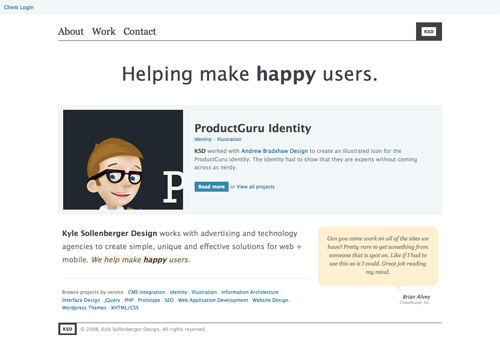 Client Login
About Work Contact
KSD
Helping make happy users.
ProductGuru Identity
Identity - Illustration
KSD worked with Andrew Bradshaw Design to create an illustrated icon for the
ProductGuru identity. The identity had to show that they are experts without coming
across as nerdy.
Read more or View all projects
P
Kyle Sollenberger Design works with advertising and technology
agencies to create simple, unique and effective solutions for web +
mobile. We help make happy users.
Can you come work on all of the sites we
have? Pretty rare to get something from
someone that is spot on. Like if I had to
use this as is I could. Great job reading
my mind.
Brian Alvey
Crowdfusion, Inc.
Browse projects by service . CMS Integration . Identity . Illustration . Information Architecture .
Interface Design . jQuery . PHP . Prototype . SEO . Web Application Development . Website Design .
Wordpress Themes . XHTML/CSS
KSD © 2008, Kyle Sollenberger Design. All rights reserved.